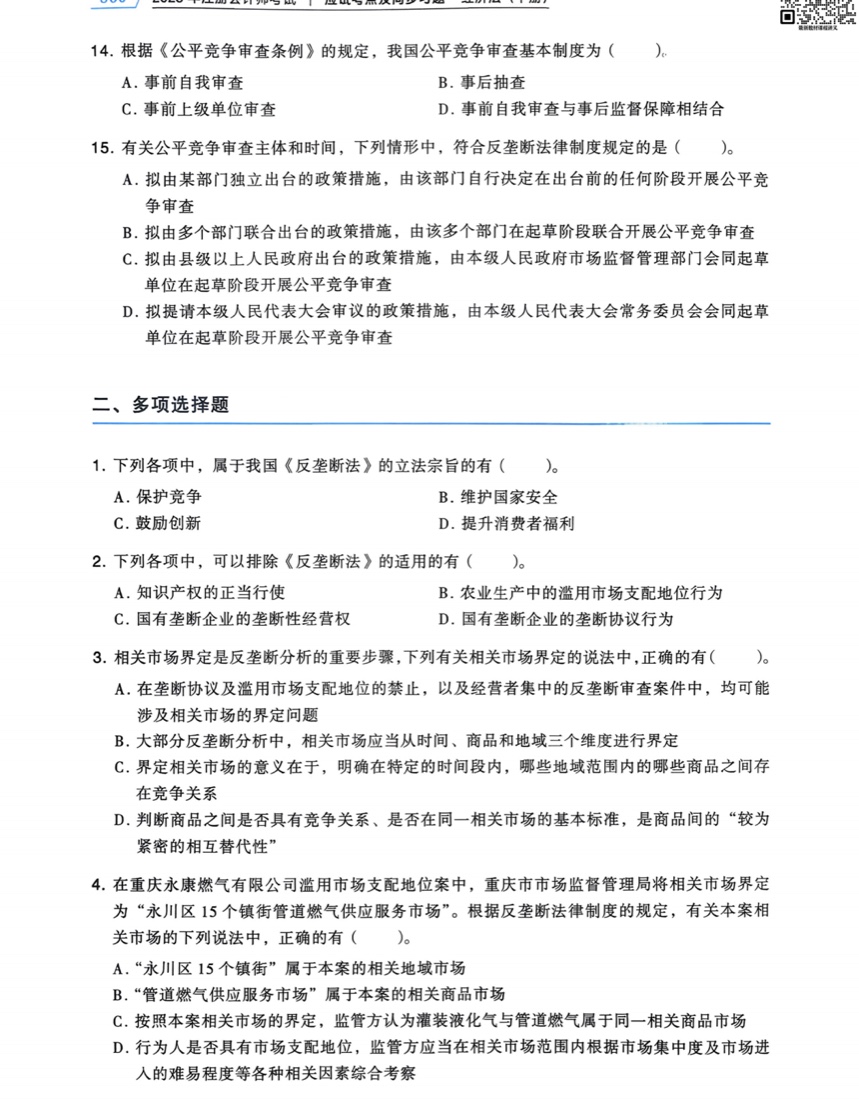 14. 根据《公平竞争审查条例》的规定，我国公平竞争审查基本制度为（　　）。
A. 事前自我审查　B. 事后抽查
C. 事前上级单位审查　D. 事前自我审查与事后监督保障相结合
15. 有关公平竞争审查主体和时间，下列情形中，符合反垄断法律制度规定的是（　　）。
A. 拟由某部门独立出台的政策措施，由该部门自行决定在出台前的任何阶段开展公平竞
争审查
B. 拟由多个部门联合出台的政策措施，由该多个部门在起草阶段联合开展公平竞争审查
C. 拟由县级以上人民政府出台的政策措施，由本级人民政府市场监督管理部门会同起草
单位在起草阶段开展公平竞争审查
D. 拟提请本级人民代表大会审议的政策措施，由本级人民代表大会常务委员会会同起草
单位在起草阶段开展公平竞争审查
二、多项选择题
1. 下列各项中，属于我国《反垄断法》的立法宗旨的有（　　）。
A. 保护竞争　B. 维护国家安全
C. 鼓励创新　D. 提升消费者福利
2. 下列各项中，可以排除《反垄断法》的适用的有（　　）。
A. 知识产权的正当行使　B. 农业生产中的滥用市场支配地位行为
C. 国有垄断企业的垄断性经营权　D. 国有垄断企业的垄断协议行为
3. 相关市场界定是反垄断分析的重要步骤，下列有关相关市场界定的说法中，正确的有（　　）。
A. 在垄断协议及滥用市场支配地位的禁止，以及经营者集中的反垄断审查案件中，均可能
涉及相关市场的界定问题
B. 大部分反垄断分析中，相关市场应当从时间、商品和地域三个维度进行界定
C. 界定相关市场的意义在于，明确在特定的时间段内，哪些地域范围内的哪些商品之间存
在竞争关系
D. 判断商品之间是否具有竞争关系、是否在同一相关市场的基本标准，是商品间的“较为
紧密的相互替代性”
4. 在重庆永康燃气有限公司滥用市场支配地位案中，重庆市市场监督管理局将相关市场界定
为“永川区 15 个镇街管道燃气供应服务市场”。根据反垄断法律制度的规定，有关本案相
关市场的下列说法中，正确的有（　　）。
A. “永川区 15 个镇街”属于本案的相关地域市场
B. “管道燃气供应服务市场”属于本案的相关商品市场
C. 按照本案相关市场的界定，监管方认为灌装液化气与管道燃气属于同一相关商品市场
D. 行为人是否具有市场支配地位，监管方应当在相关市场范围内根据市场集中度及市场进
入的难易程度等各种相关因素综合考察